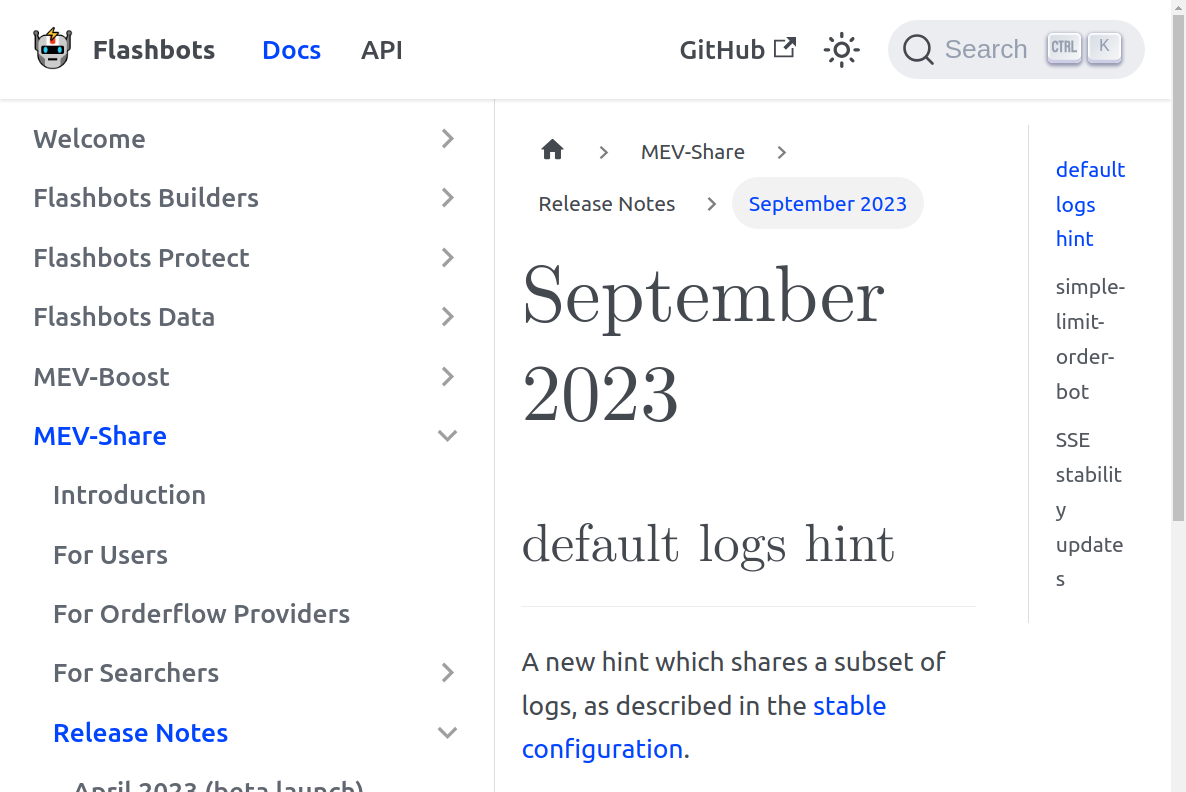 Flashbots Docs API GitHub Search CTRL K
Welcome
Flashbots Builders
Flashbots Protect
Flashbots Data
MEV-Boost
MEV-Share
Introduction
For Users
For Orderflow Providers
For Searchers
Release Notes
April 2023 (beta launch)
MEV-Share
Release Notes
September 2023
September
2023
default logs hint
A new hint which shares a subset of
logs, as described in the stable
configuration.
default
logs
hint
simple-
limit-
order-
bot
SSE
stabilit
y
update
s